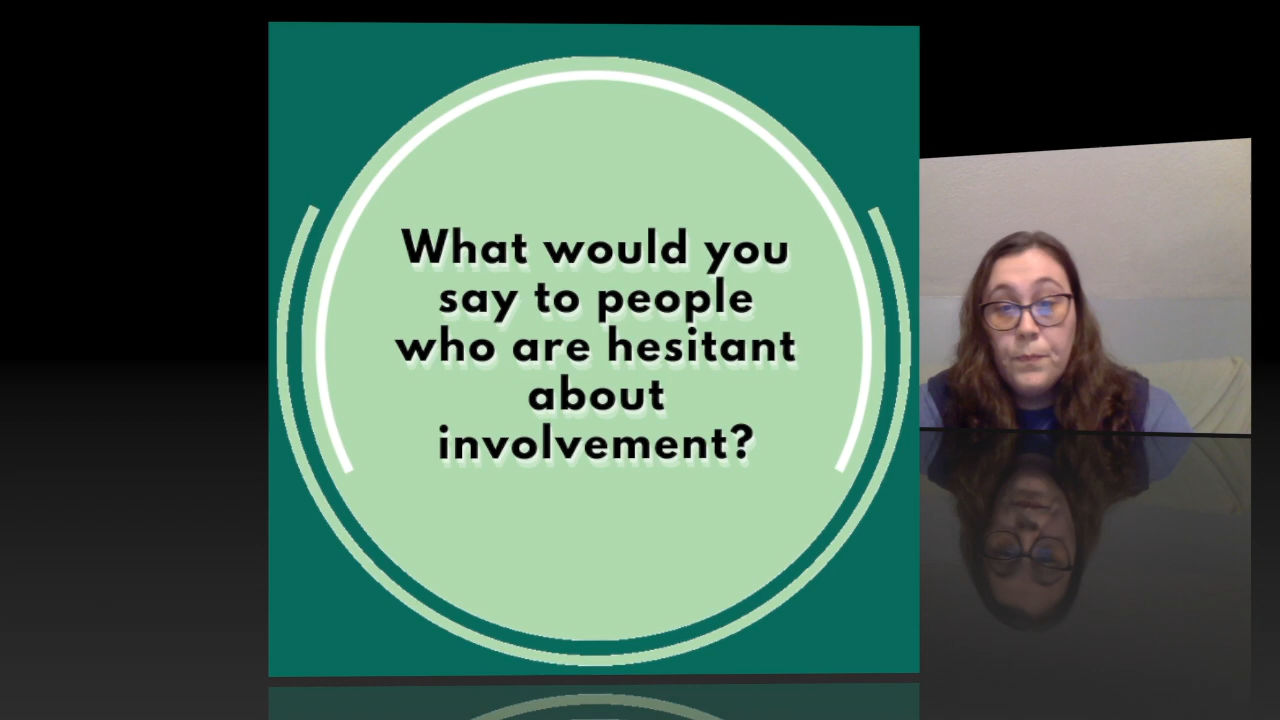 What would you
say to people
who are hesitant
about
involvement?